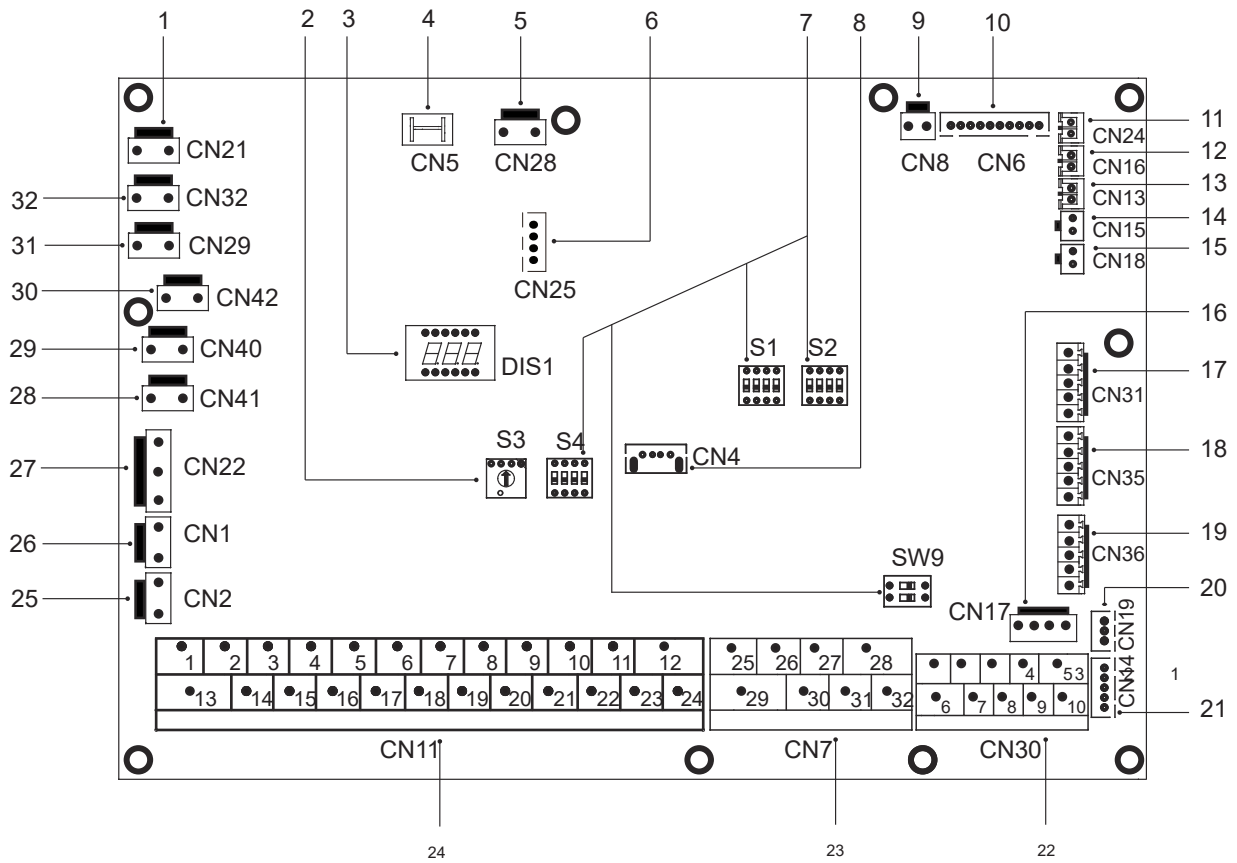 1 2 3 4 5 6 7 8 9 10
11
CN21 CN5 CN28 CN8 CN6 CN24
12
CN16
32 CN32 13
CN13
14
31 CN29 CN15
15
CN25 CN18
30 CN42
16
29 CN40 DIS1 S1 S2
17
28 CN41 CN31
S3 S4 18
27 CN22 CN4 CN35
26 CN1 19
SW9 CN36
25 CN2 20
CN17 CN19
1 2 3 4 5 6 7 8 9 10 11 12 25 26 27 28 4 53 1
13 14 15 16 17 18 19 20 21 22 23 24 29 30 31 32 6 7 8 9 10 21
CN11 CN7 CN30 1
24 23 22